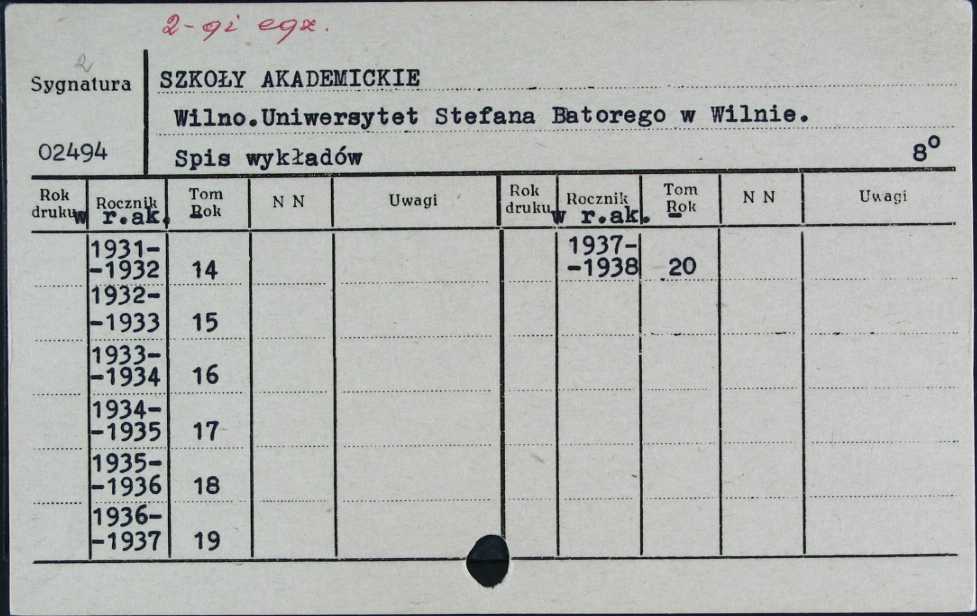 2-gi egz.
2
Sygnatura
SZKOŁY AKADEMICKIE
Wilno.Uniwersytet Stefana Batorego w Wilnie.
02494
Spis wykładów 8º
Rok druku w Rocznik r.ak. Tom Rok N N Uwagi Rok druku w Rocznik r.ak. Tom Rok N N Uwagi
1931- 1937-
-1932 14 -1938 20
1932-
-1933 15
1933-
-1934 16
1934-
-1935 17
1935-
-1936 18
1936-
-1937 19